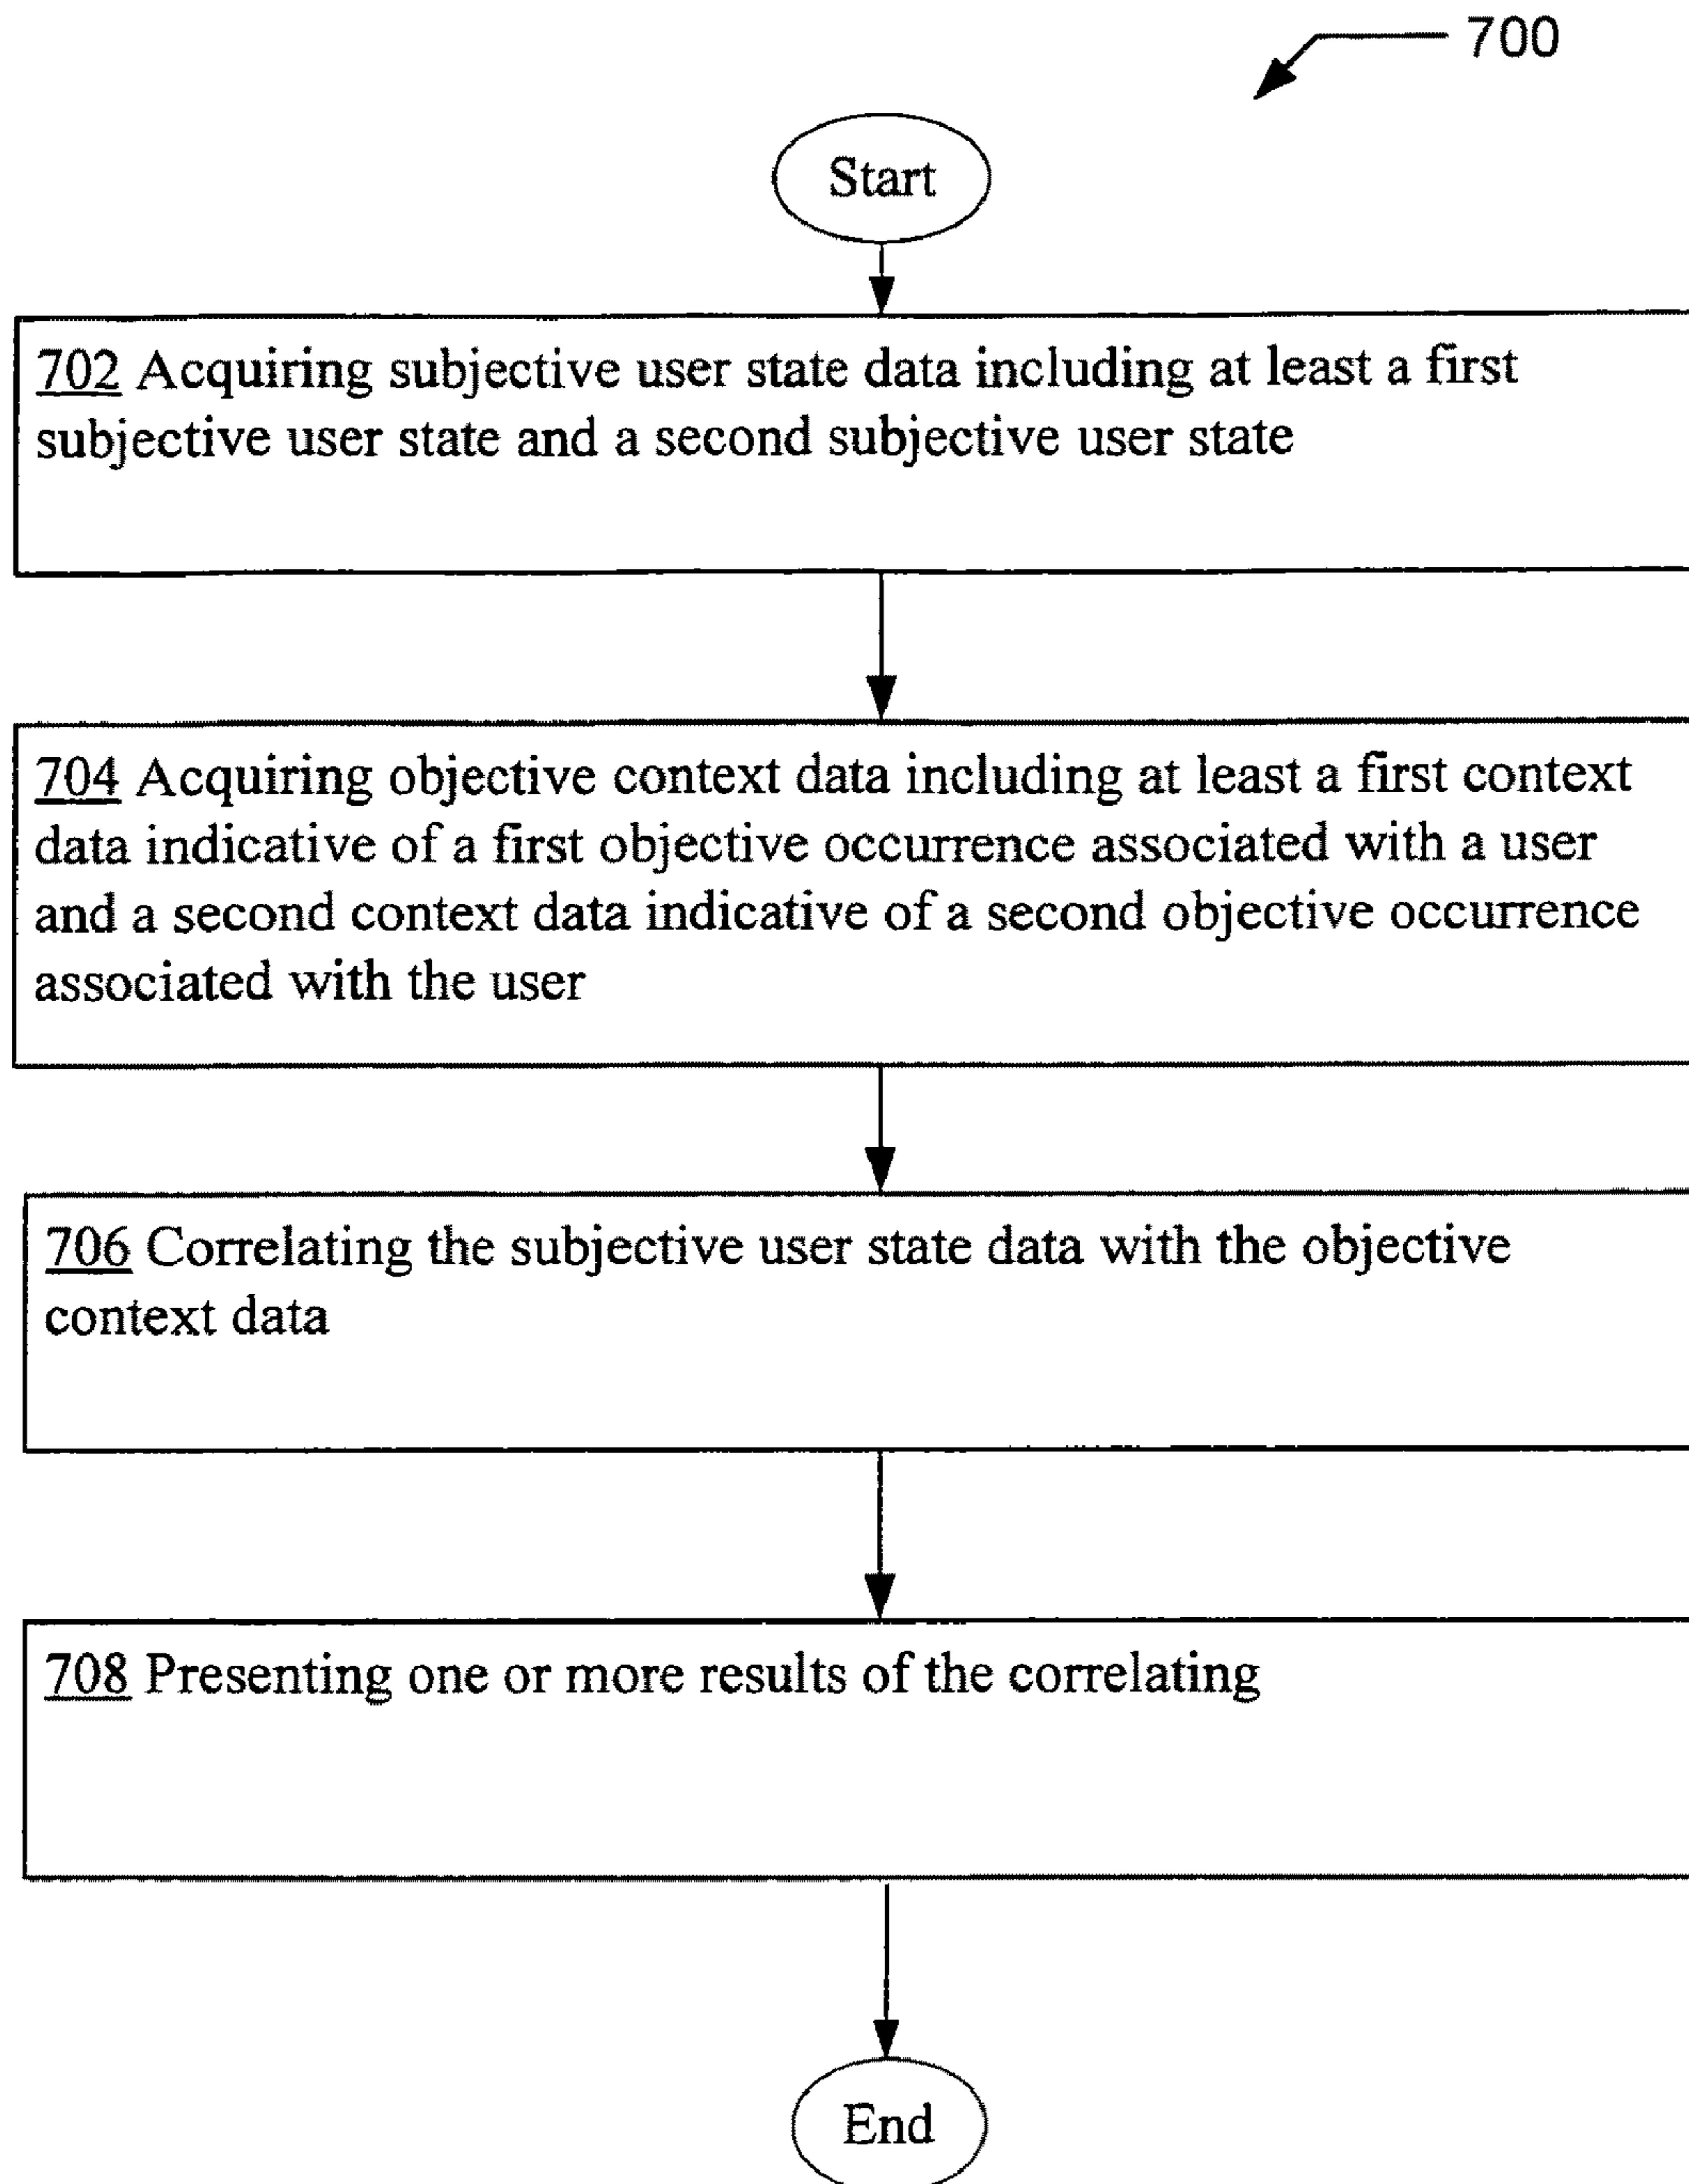 700
Start
702 Acquiring subjective user state data including at least a first
subjective user state and a second subjective user state
704 Acquiring objective context data including at least a first context
data indicative of a first objective occurrence associated with a user
and a second context data indicative of a second objective occurrence
associated with the user
706 Correlating the subjective user state data with the objective
context data
708 Presenting one or more results of the correlating
End